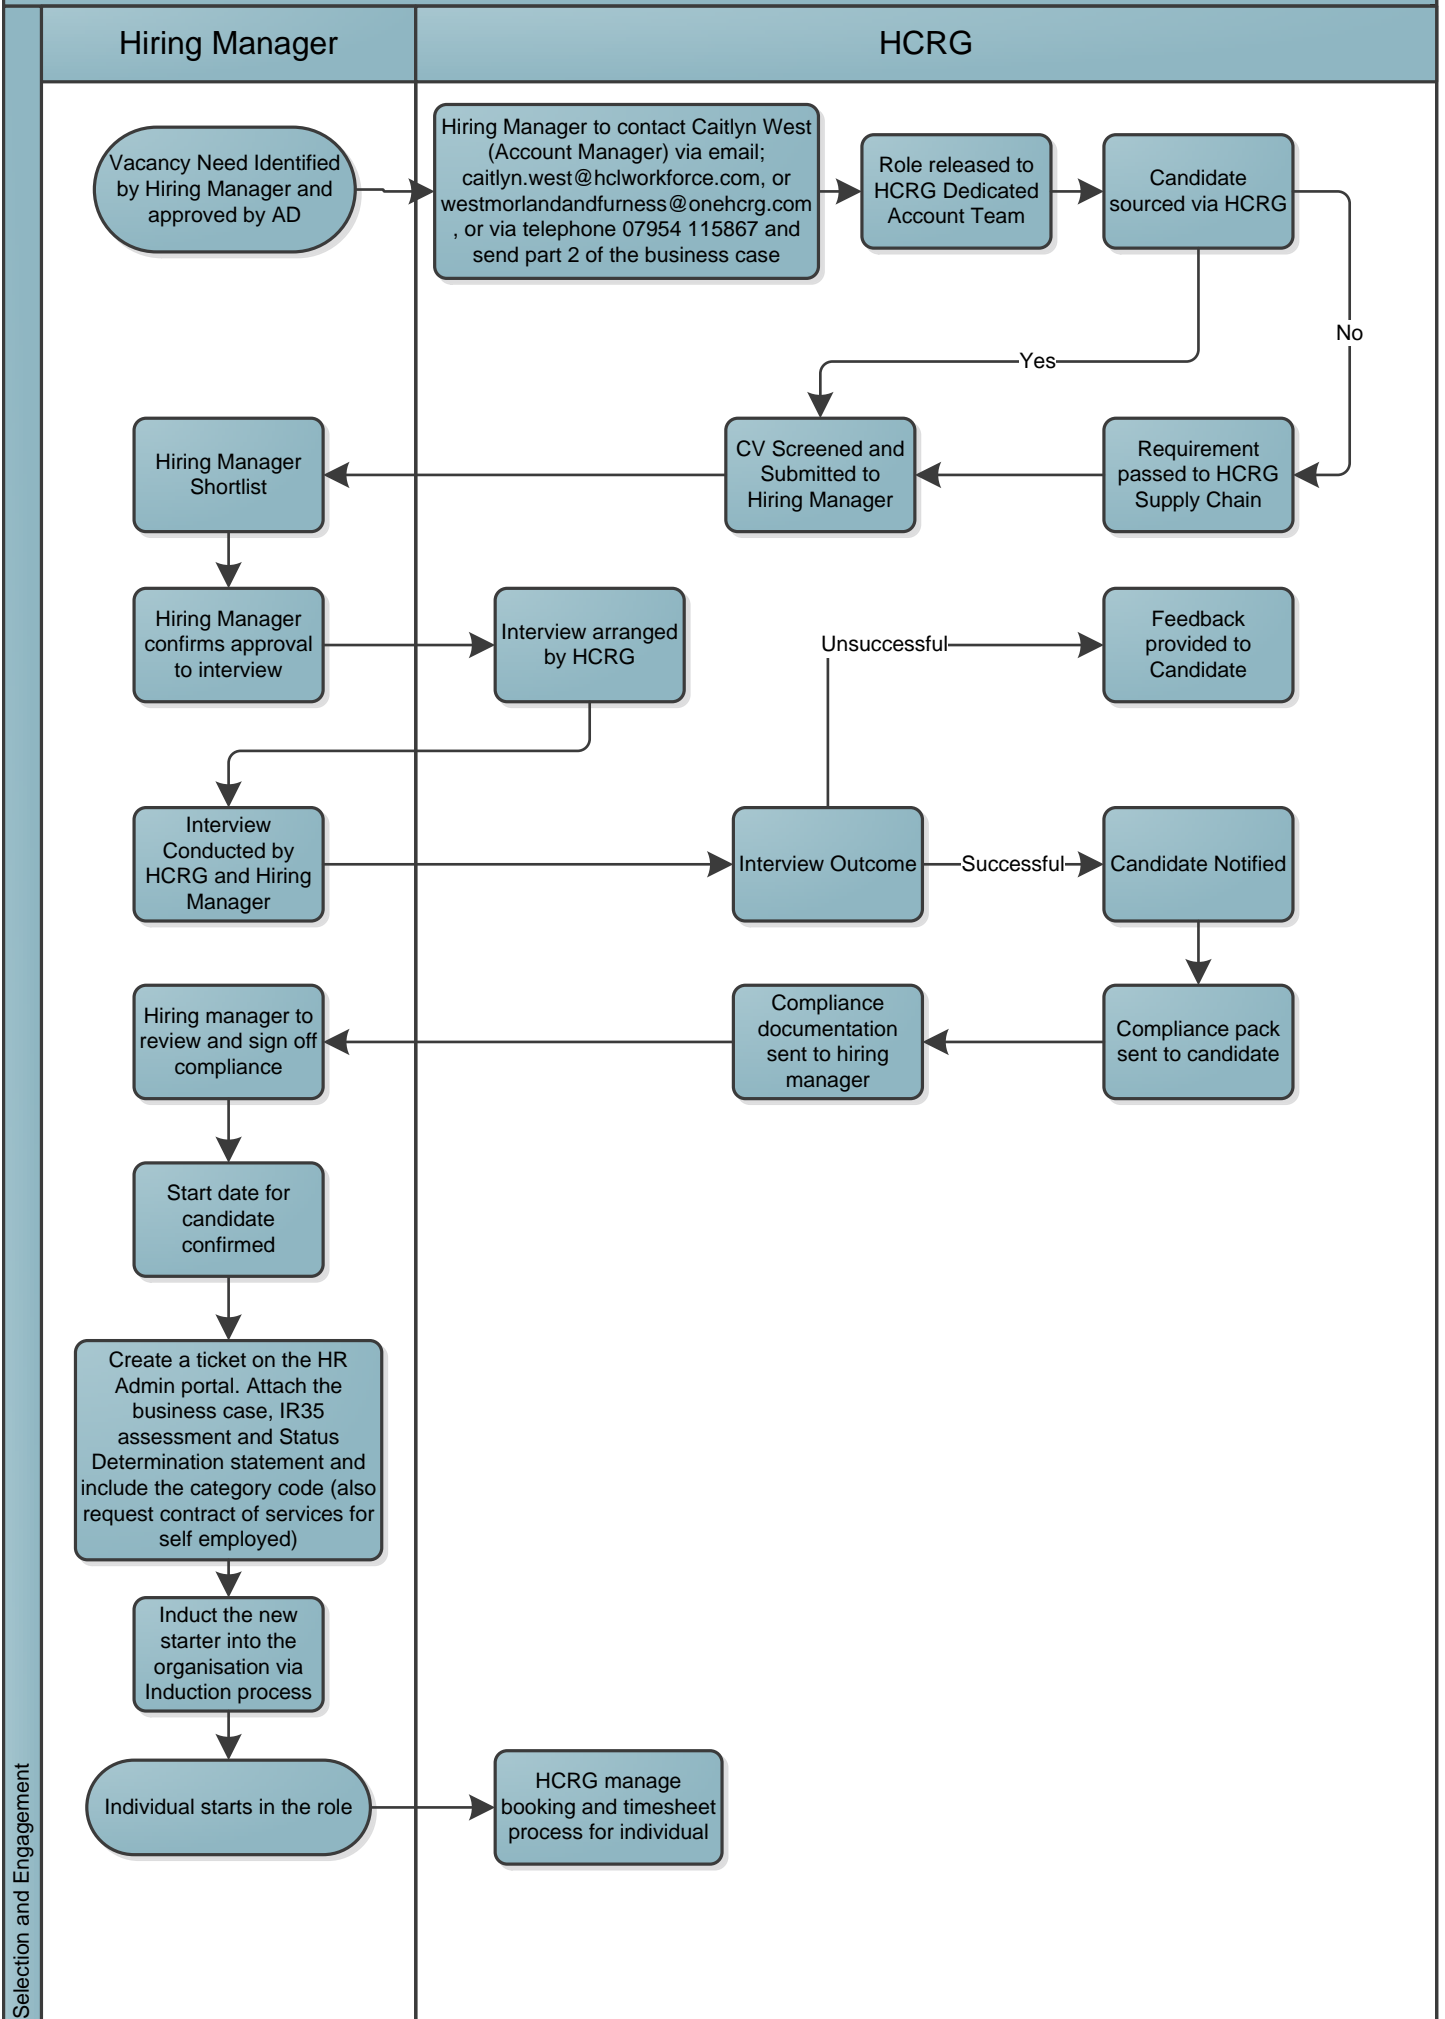 Hiring Manager
HCRG
Vacancy Need Identified
by Hiring Manager and
approved by AD
Hiring Manager to contact Caitlyn West
(Account Manager) via email;
caitlyn.west@hclworkforce.com, or
westmorlandandfurness@onehcrg.com
, or via telephone 07954 115867 and
send part 2 of the business case
Role released to
HCRG Dedicated
Account Team
Candidate
sourced via HCRG
No
Yes
Hiring Manager
Shortlist
CV Screened and
Submitted to
Hiring Manager
Requirement
passed to HCRG
Supply Chain
Hiring Manager
confirms approval
to interview
Interview arranged
by HCRG
Unsuccessful
Feedback
provided to
Candidate
Interview
Conducted by
HCRG and Hiring
Manager
Interview Outcome
Successful
Candidate Notified
Hiring manager to
review and sign off
compliance
Compliance
documentation
sent to hiring
manager
Compliance pack
sent to candidate
Start date for
candidate
confirmed
Create a ticket on the HR
Admin portal. Attach the
business case, IR35
assessment and Status
Determination statement and
include the category code (also
request contract of services for
self employed)
Induct the new
starter into the
organisation via
Induction process
Individual starts in the role
HCRG manage
booking and timesheet
process for individual
Selection and Engagement